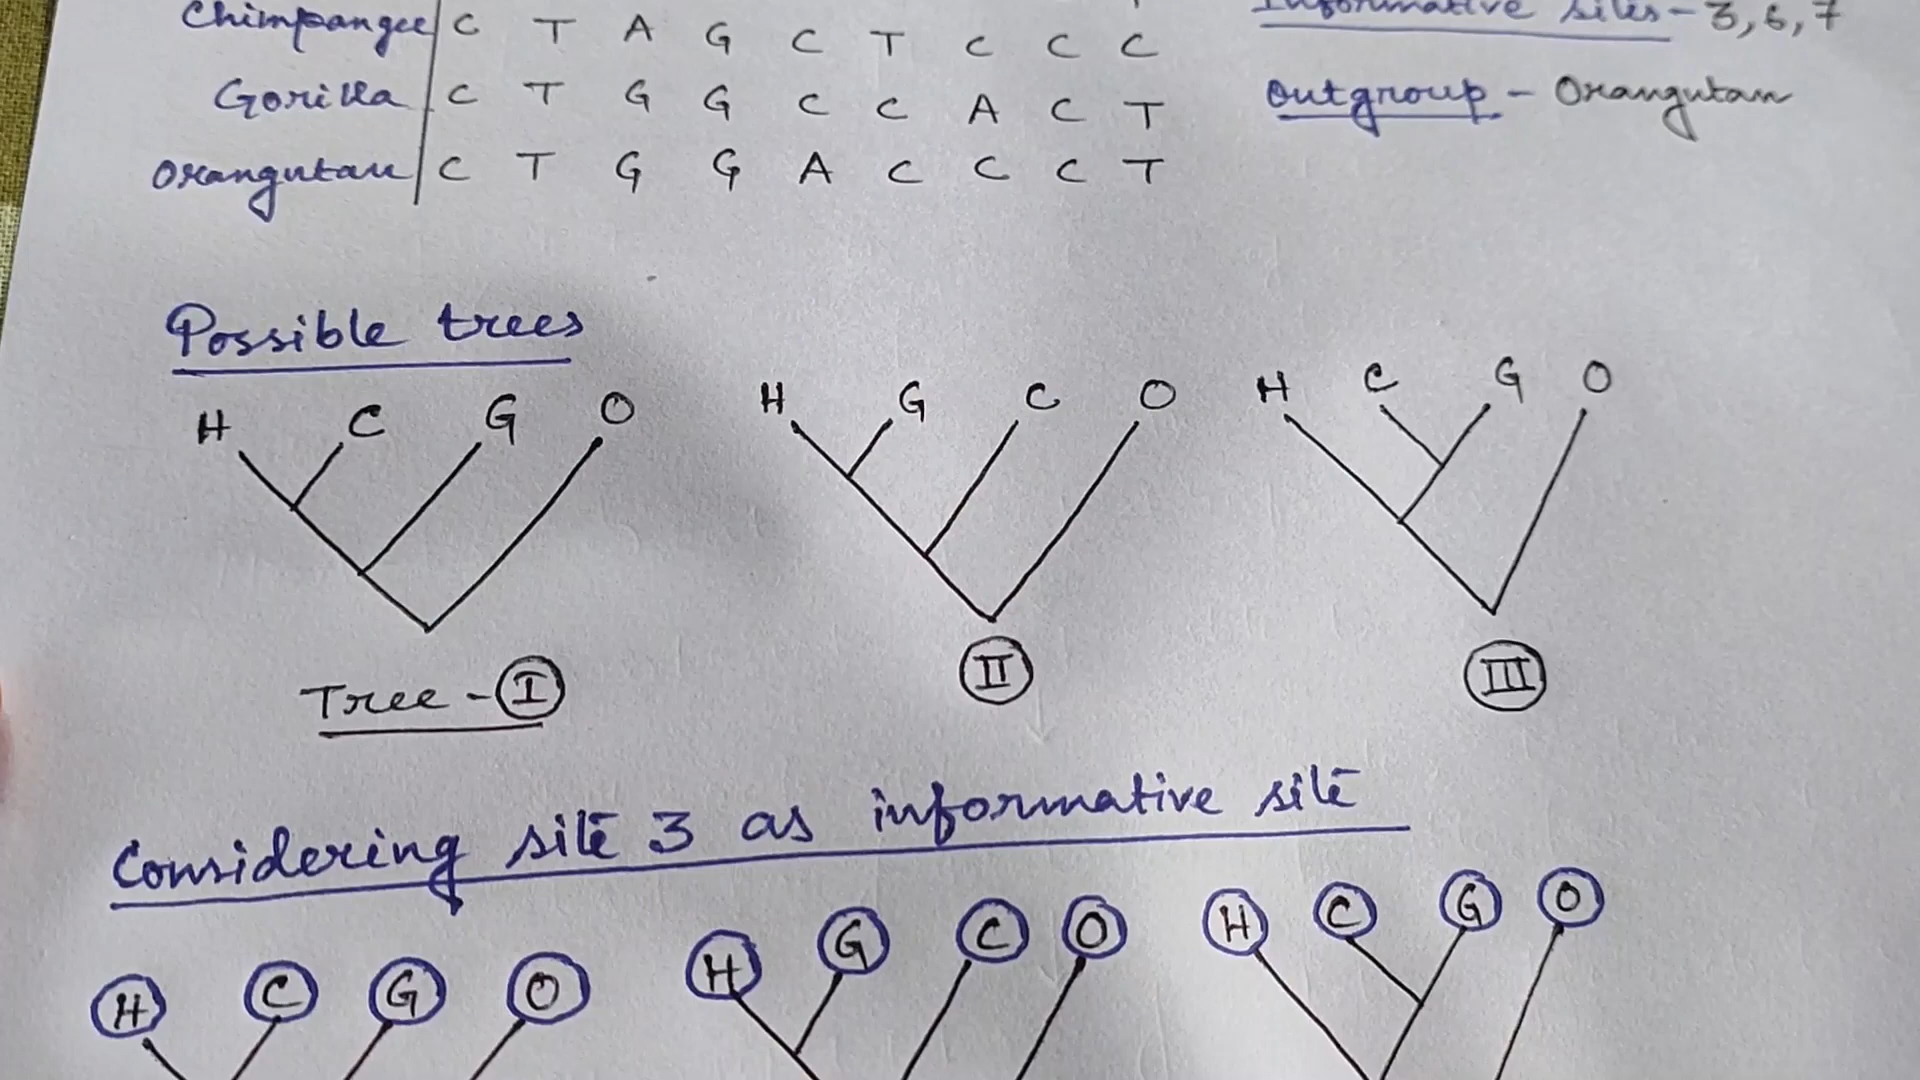 Chimpangee C T A G C T C C C
Informative sites - 3, 6, 7
Gorilla C T G G C C A C T
Outgroup - Orangutan
Orangutan C T G G A C C C T
Possible trees
H C G O
H G C O
H C G O
Tree - I
II
III
Considering site 3 as informative site
H C G O
H G C O
H C G O